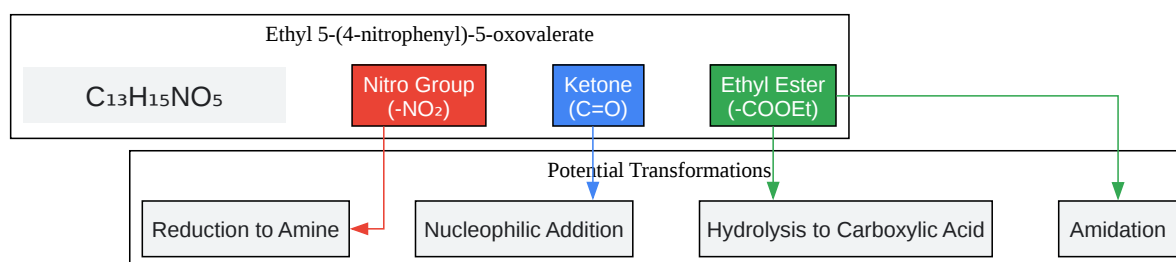 Ethyl 5-(4-nitrophenyl)-5-oxovalerate
C₁₃H₁₅NO₅
Nitro Group
(-NO₂)
Ketone
(C=O)
Ethyl Ester
(-COOEt)
Potential Transformations
Reduction to Amine
Nucleophilic Addition
Hydrolysis to Carboxylic Acid
Amidation